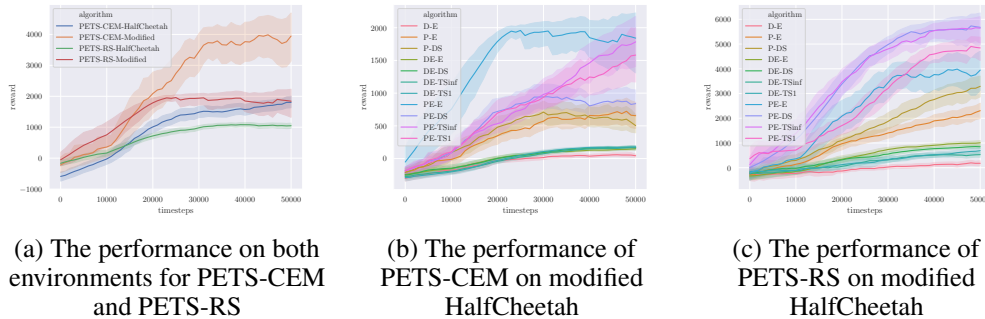 algorithm
PETS-CEM-HalfCheetah
PETS-CEM-Modified
PETS-RS-HalfCheetah
PETS-RS-Modified
reward
4000
3000
2000
1000
0
−1000
0 10000 20000 30000 40000 50000
timesteps
(a) The performance on both
environments for PETS-CEM
and PETS-RS
algorithm
D-E
P-E
P-DS
DE-E
DE-DS
DE-TSinf
DE-TS1
PE-E
PE-DS
PE-TSinf
PE-TS1
reward
2000
1500
1000
500
0
0 10000 20000 30000 40000 50000
timesteps
(b) The performance of
PETS-CEM on modified
HalfCheetah
algorithm
D-E
P-E
P-DS
DE-E
DE-DS
DE-TSinf
DE-TS1
PE-E
PE-DS
PE-TSinf
PE-TS1
reward
6000
5000
4000
3000
2000
1000
0
0 10000 20000 30000 40000 5000
timesteps
(c) The performance of
PETS-RS on modified
HalfCheetah